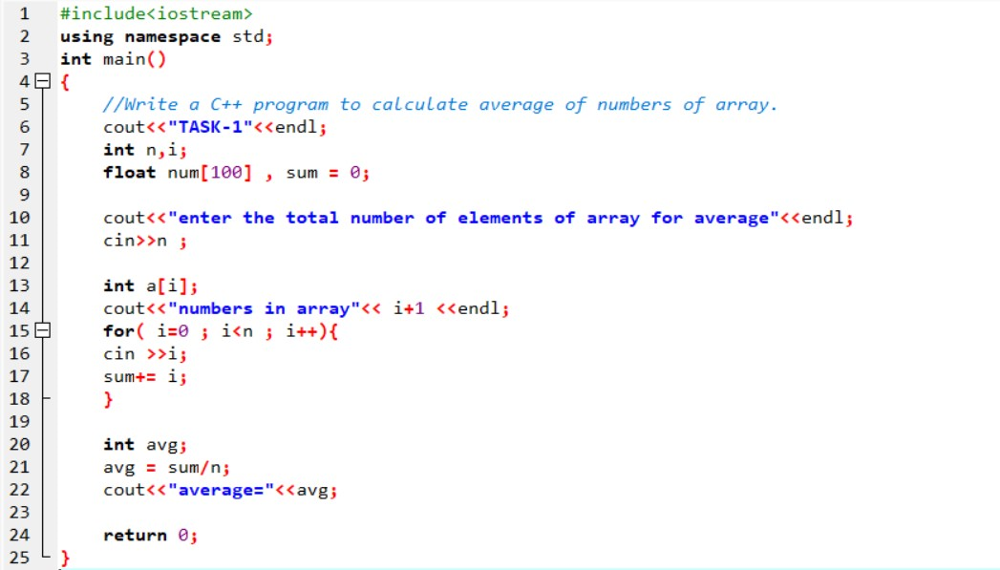 1 #include<iostream>
2 using namespace std;
3 int main()
4 {
5 //Write a C++ program to calculate average of numbers of array.
6 cout<<"TASK-1"<<endl;
7 int n,i;
8 float num[100] , sum = 0;
9
10 cout<<"enter the total number of elements of array for average"<<endl;
11 cin>>n ;
12
13 int a[i];
14 cout<<"numbers in array"<< i+1 <<endl;
15 for( i=0 ; i<n ; i++){
16 cin >>i;
17 sum+= i;
18 }
19
20 int avg;
21 avg = sum/n;
22 cout<<"average="<<avg;
23
24 return 0;
25 }